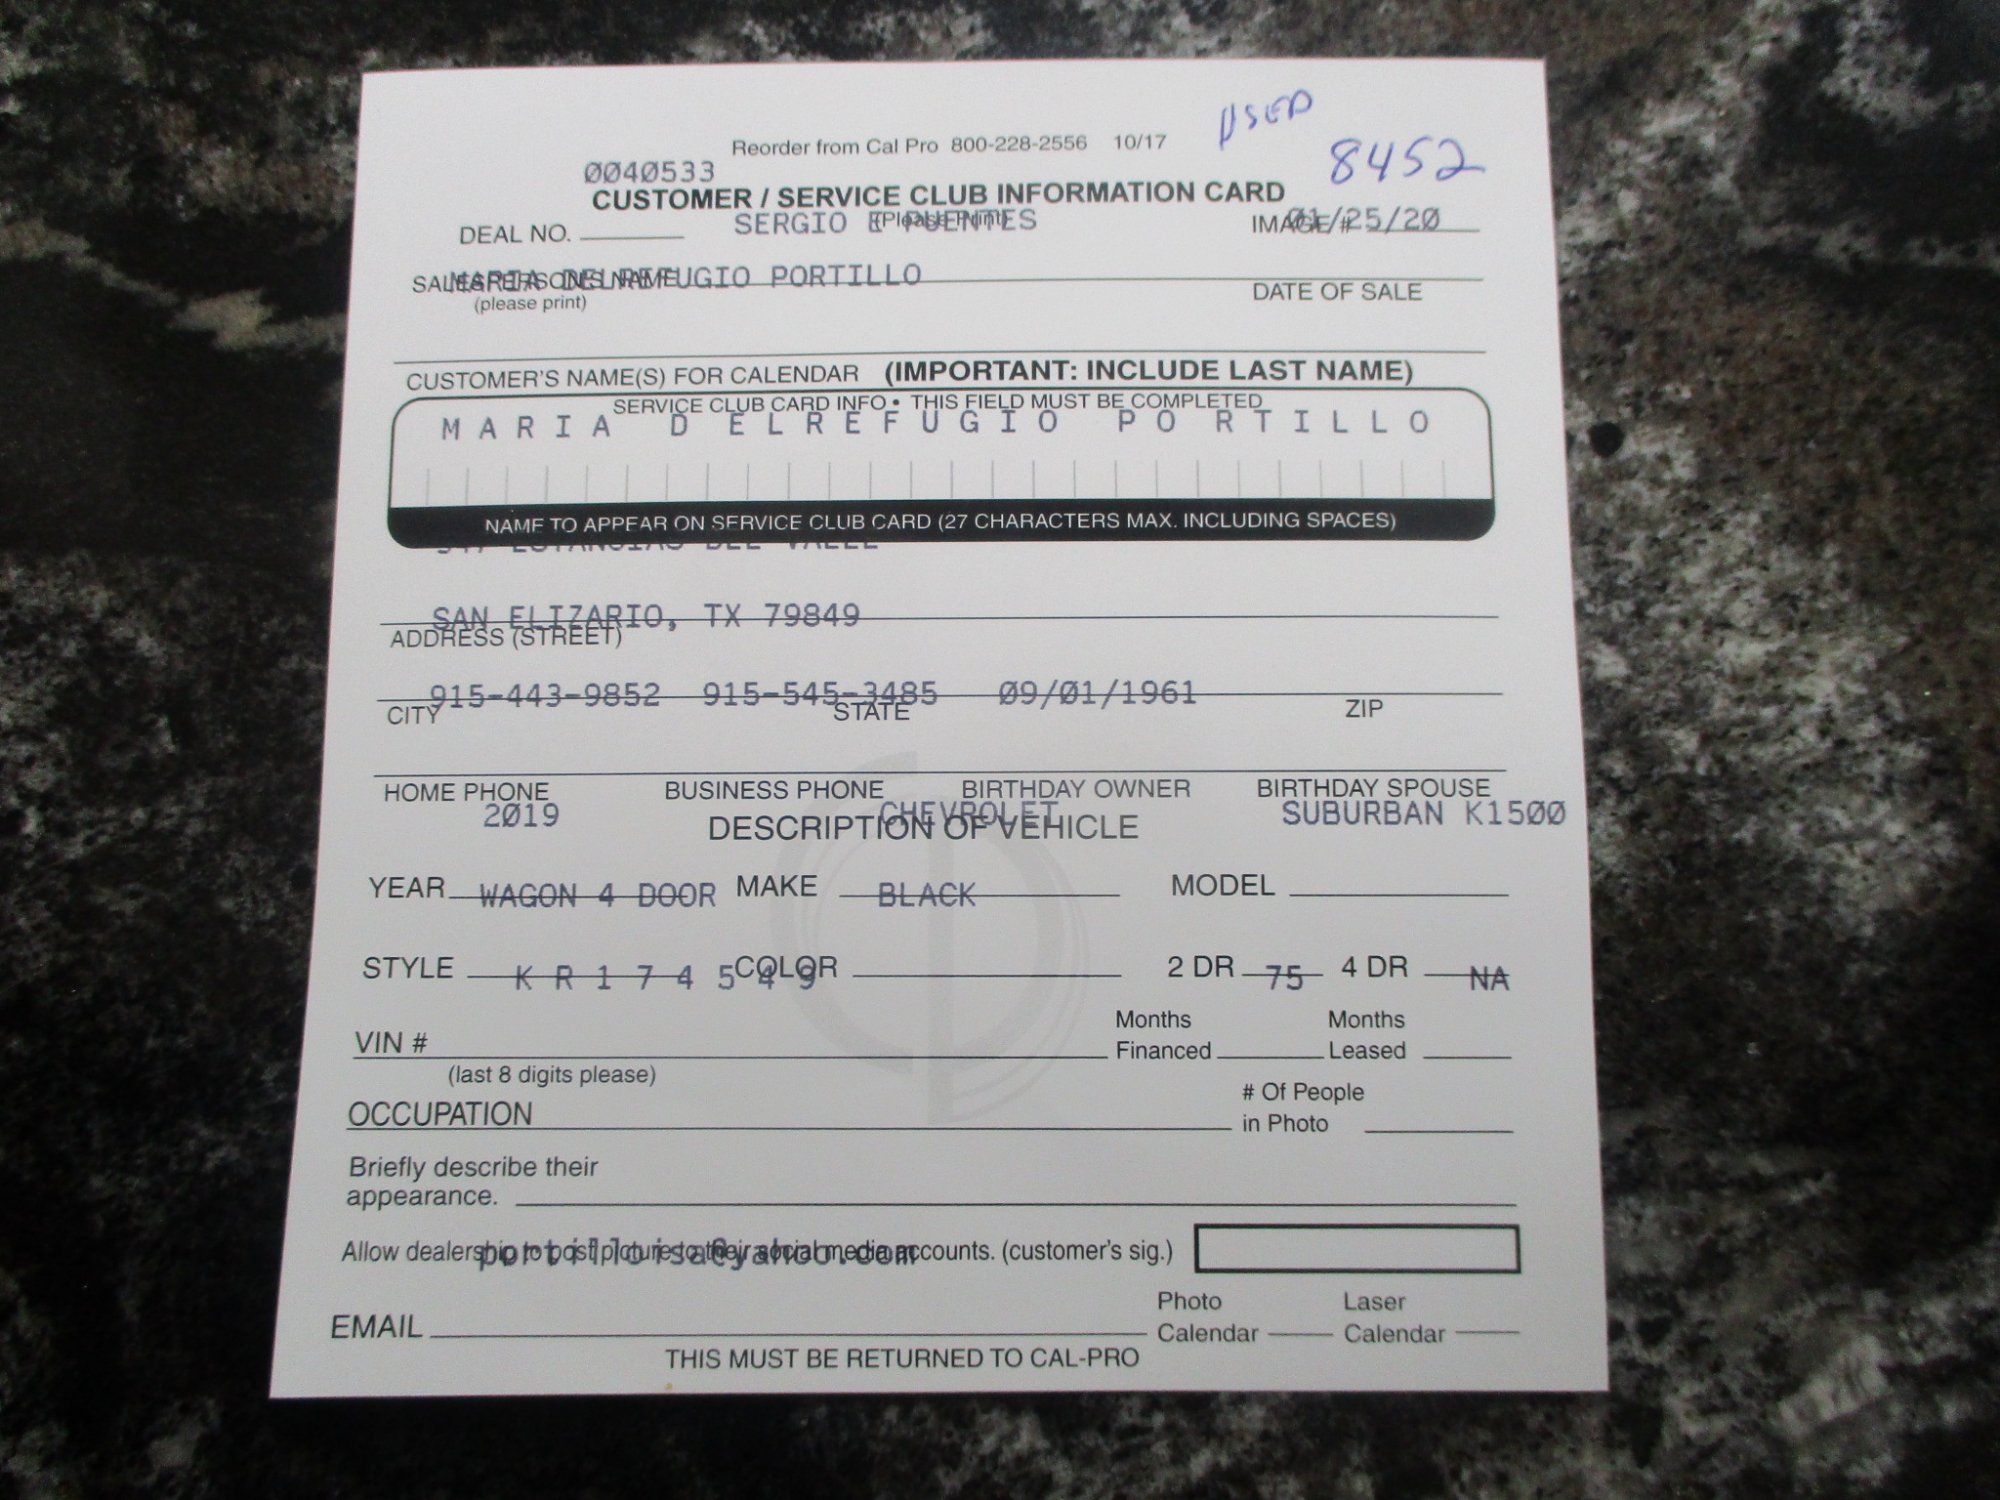 USED
Reorder from Cal Pro 800-228-2556 10/17
8452
0040533
CUSTOMER / SERVICE CLUB INFORMATION CARD
(Please Print)
DEAL NO. SERGIO E PUENTES IMAGE # 01/25/20
SALESPERSON'S NAME MARIA DELREFUGIO PORTILLO
(please print) DATE OF SALE
CUSTOMER'S NAME(S) FOR CALENDAR (IMPORTANT: INCLUDE LAST NAME)
SERVICE CLUB CARD INFO • THIS FIELD MUST BE COMPLETED
MARIA DELREFUGIO PORTILLO
NAME TO APPEAR ON SERVICE CLUB CARD (27 CHARACTERS MAX. INCLUDING SPACES)
DEL VALLE
SAN ELIZARIO, TX 79849
ADDRESS (STREET)
915-443-9852 915-545-3485 09/01/1961
CITY STATE ZIP
HOME PHONE BUSINESS PHONE BIRTHDAY OWNER BIRTHDAY SPOUSE
2019 CHEVROLET SUBURBAN K1500
DESCRIPTION OF VEHICLE
YEAR WAGON 4 DOOR MAKE BLACK MODEL
STYLE KR174549 COLOR 2 DR 75 4 DR NA
VIN # Months Financed Months Leased
(last 8 digits please)
OCCUPATION # Of People in Photo
Briefly describe their
appearance.
Allow dealership to post picture to their social media accounts. (customer's sig.)
EMAIL Photo Calendar Laser Calendar
THIS MUST BE RETURNED TO CAL-PRO